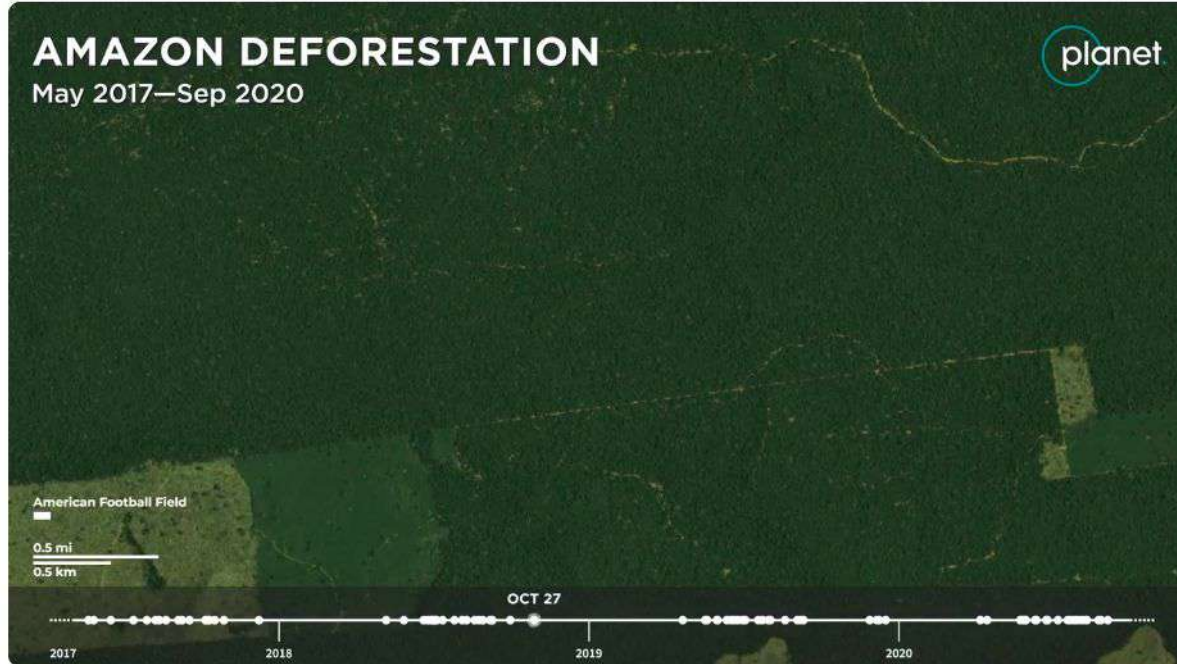 AMAZON DEFORESTATION
May 2017—Sep 2020
planet.
American Football Field
0.5 mi
0.5 km
OCT 27
2017
2018
2019
2020